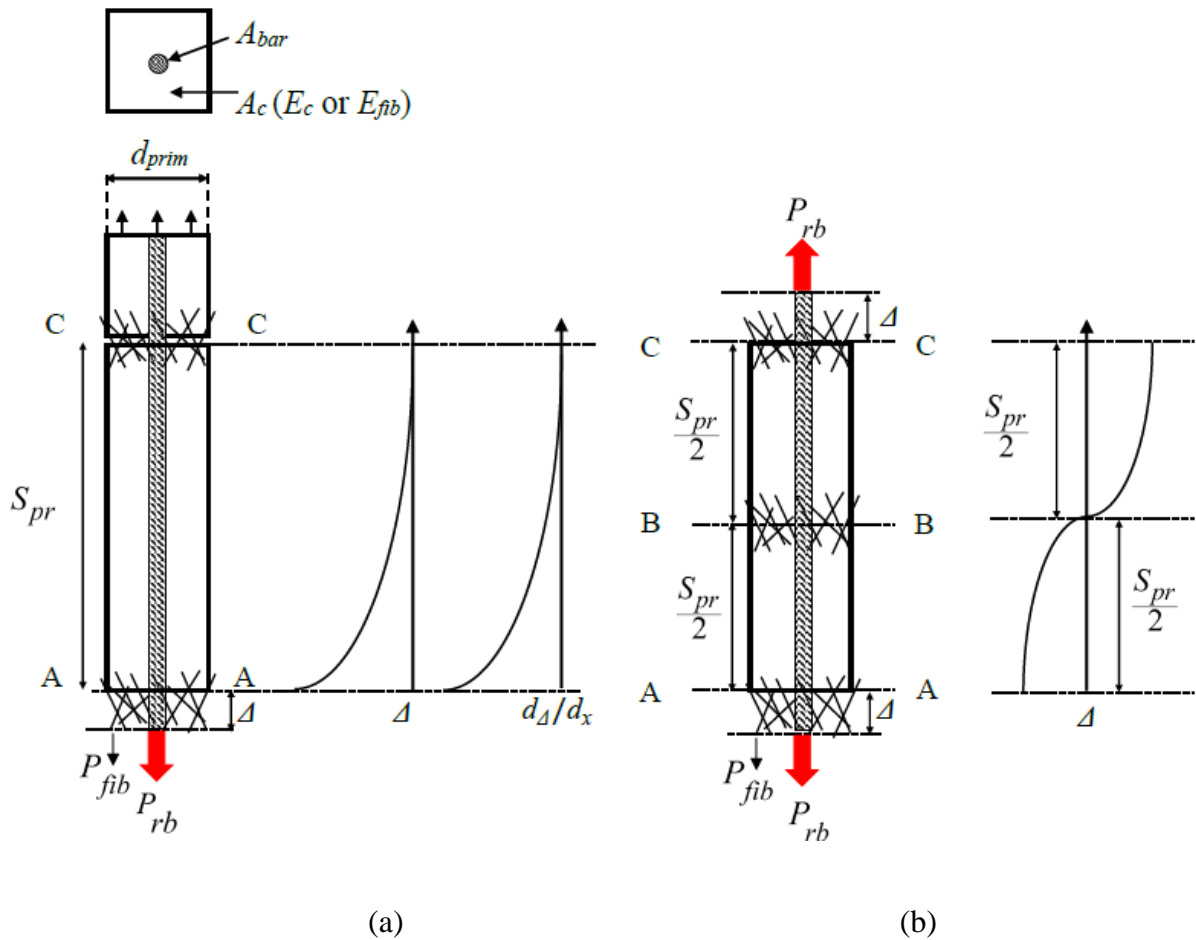 A_bar
A_c (E_c or E_fib)
d_prim
C C
S_pr
A A
Δ Δ d_Δ/d_x
P_fib
P_rb
(a)
P_rb
Δ
C C
S_pr/2 S_pr/2
B B
S_pr/2 S_pr/2
A A
Δ Δ
P_fib
P_rb
(b)